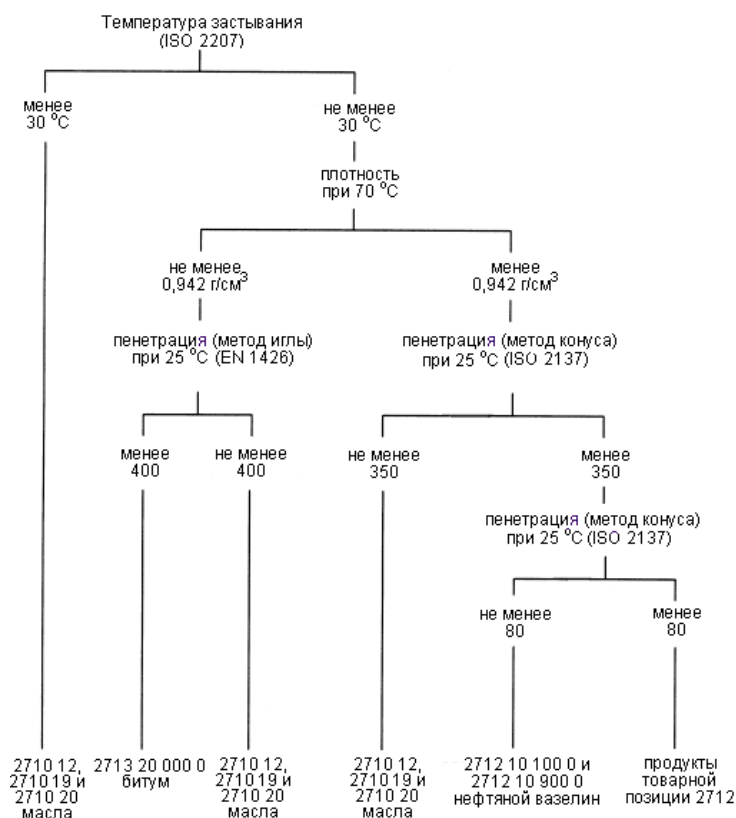 Температура застывания
(ISO 2207)
менее
30 °C
не менее
30 °C
плотность
при 70 °C
не менее
0,942 г/см³
менее
0,942 г/см³
пенетрация (метод иглы)
при 25 °C (EN 1426)
пенетрация (метод конуса)
при 25 °C (ISO 2137)
менее
400
не менее
400
не менее
350
менее
350
пенетрация (метод конуса)
при 25 °C (ISO 2137)
не менее
80
менее
80
2710 12,
2710 19 и
2710 20
масла
2713 20 000 0
битум
2710 12,
2710 19 и
2710 20
масла
2710 12,
2710 19 и
2710 20
масла
2712 10 100 0 и
2712 10 900 0
нефтяной вазелин
продукты
товарной
позиции 2712